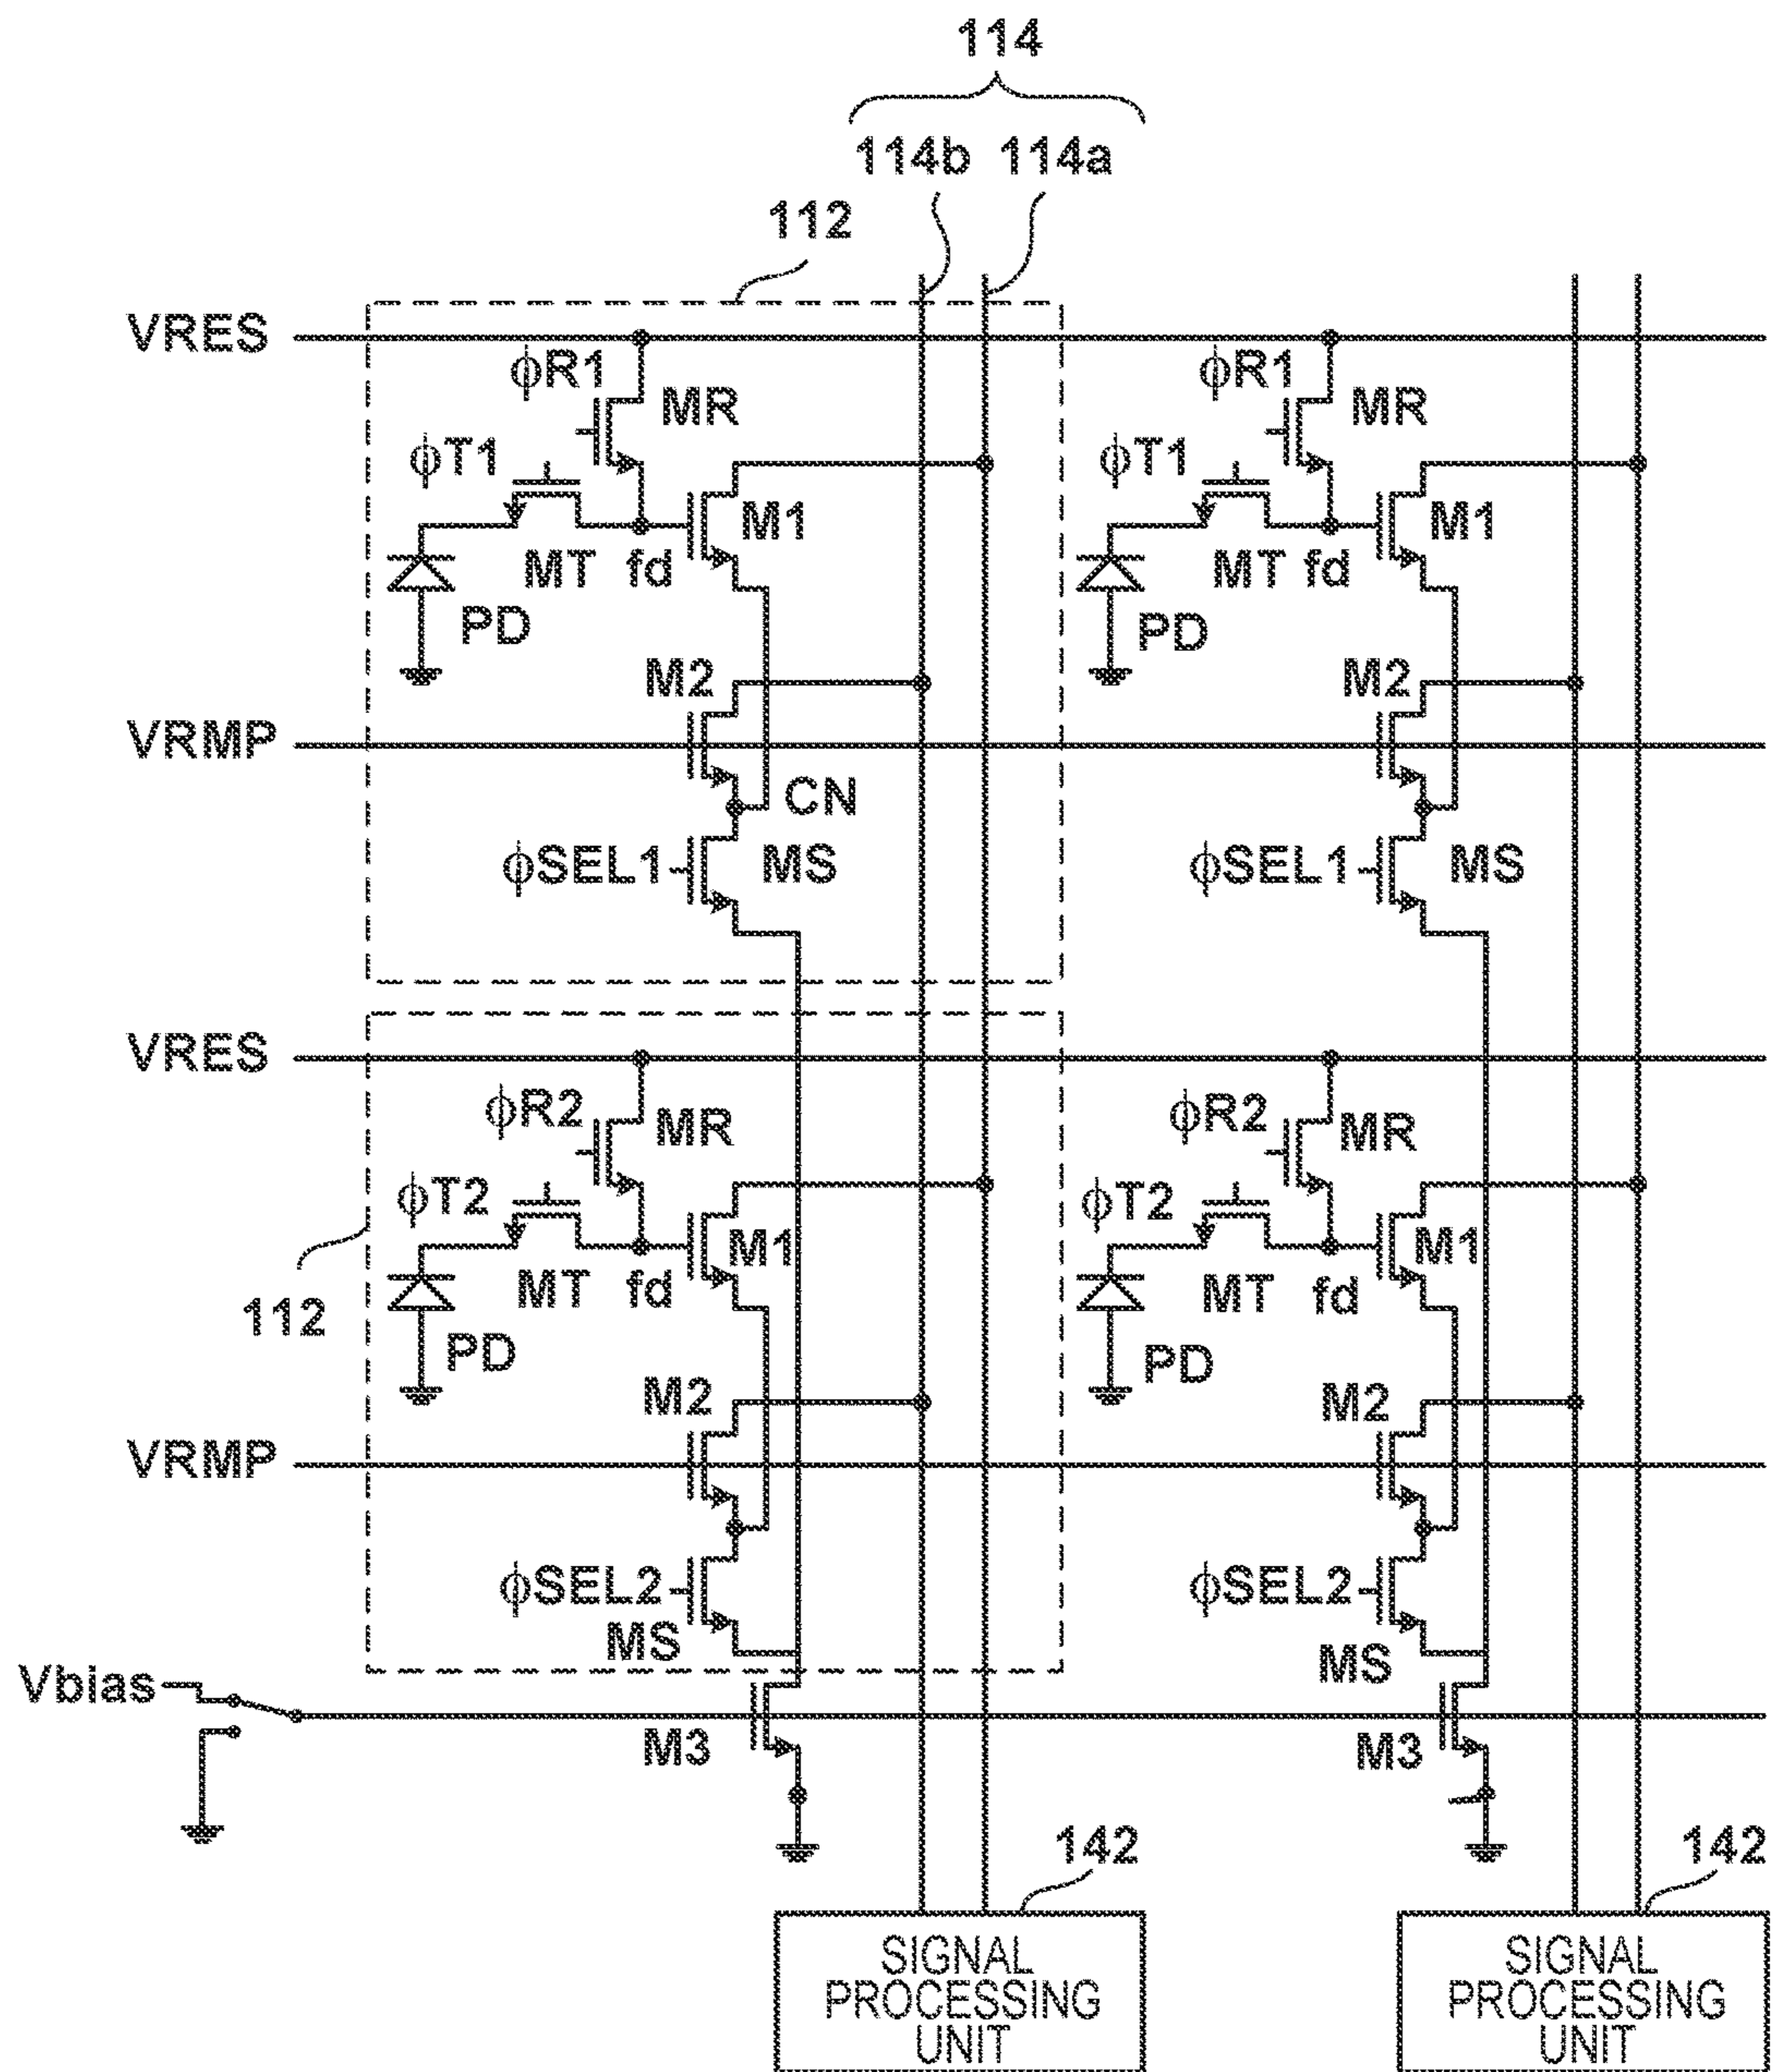 114
114b 114a
112
VRES
ϕR1 MR ϕR1 MR
ϕT1 M1 ϕT1 M1
MT fd MT fd
PD PD
M2 M2
VRMP
CN
ϕSEL1 MS ϕSEL1 MS
VRES
ϕR2 MR ϕR2 MR
ϕT2 M1 ϕT2 M1
MT fd MT fd
112
PD PD
M2 M2
VRMP
ϕSEL2 ϕSEL2
MS MS
Vbias
M3 M3
142 142
SIGNAL PROCESSING UNIT
SIGNAL PROCESSING UNIT